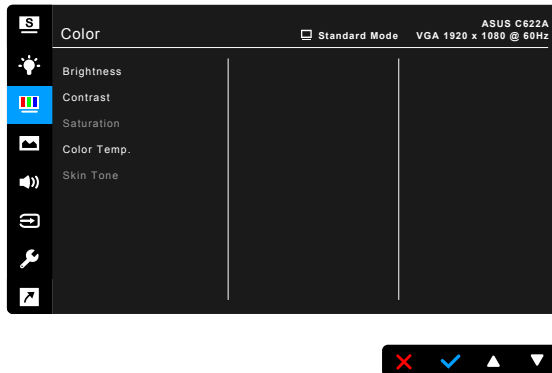 S
ASUS C622A
Color
Standard Mode VGA 1920 x 1080 @ 60Hz
Brightness
Contrast
Saturation
Color Temp.
Skin Tone